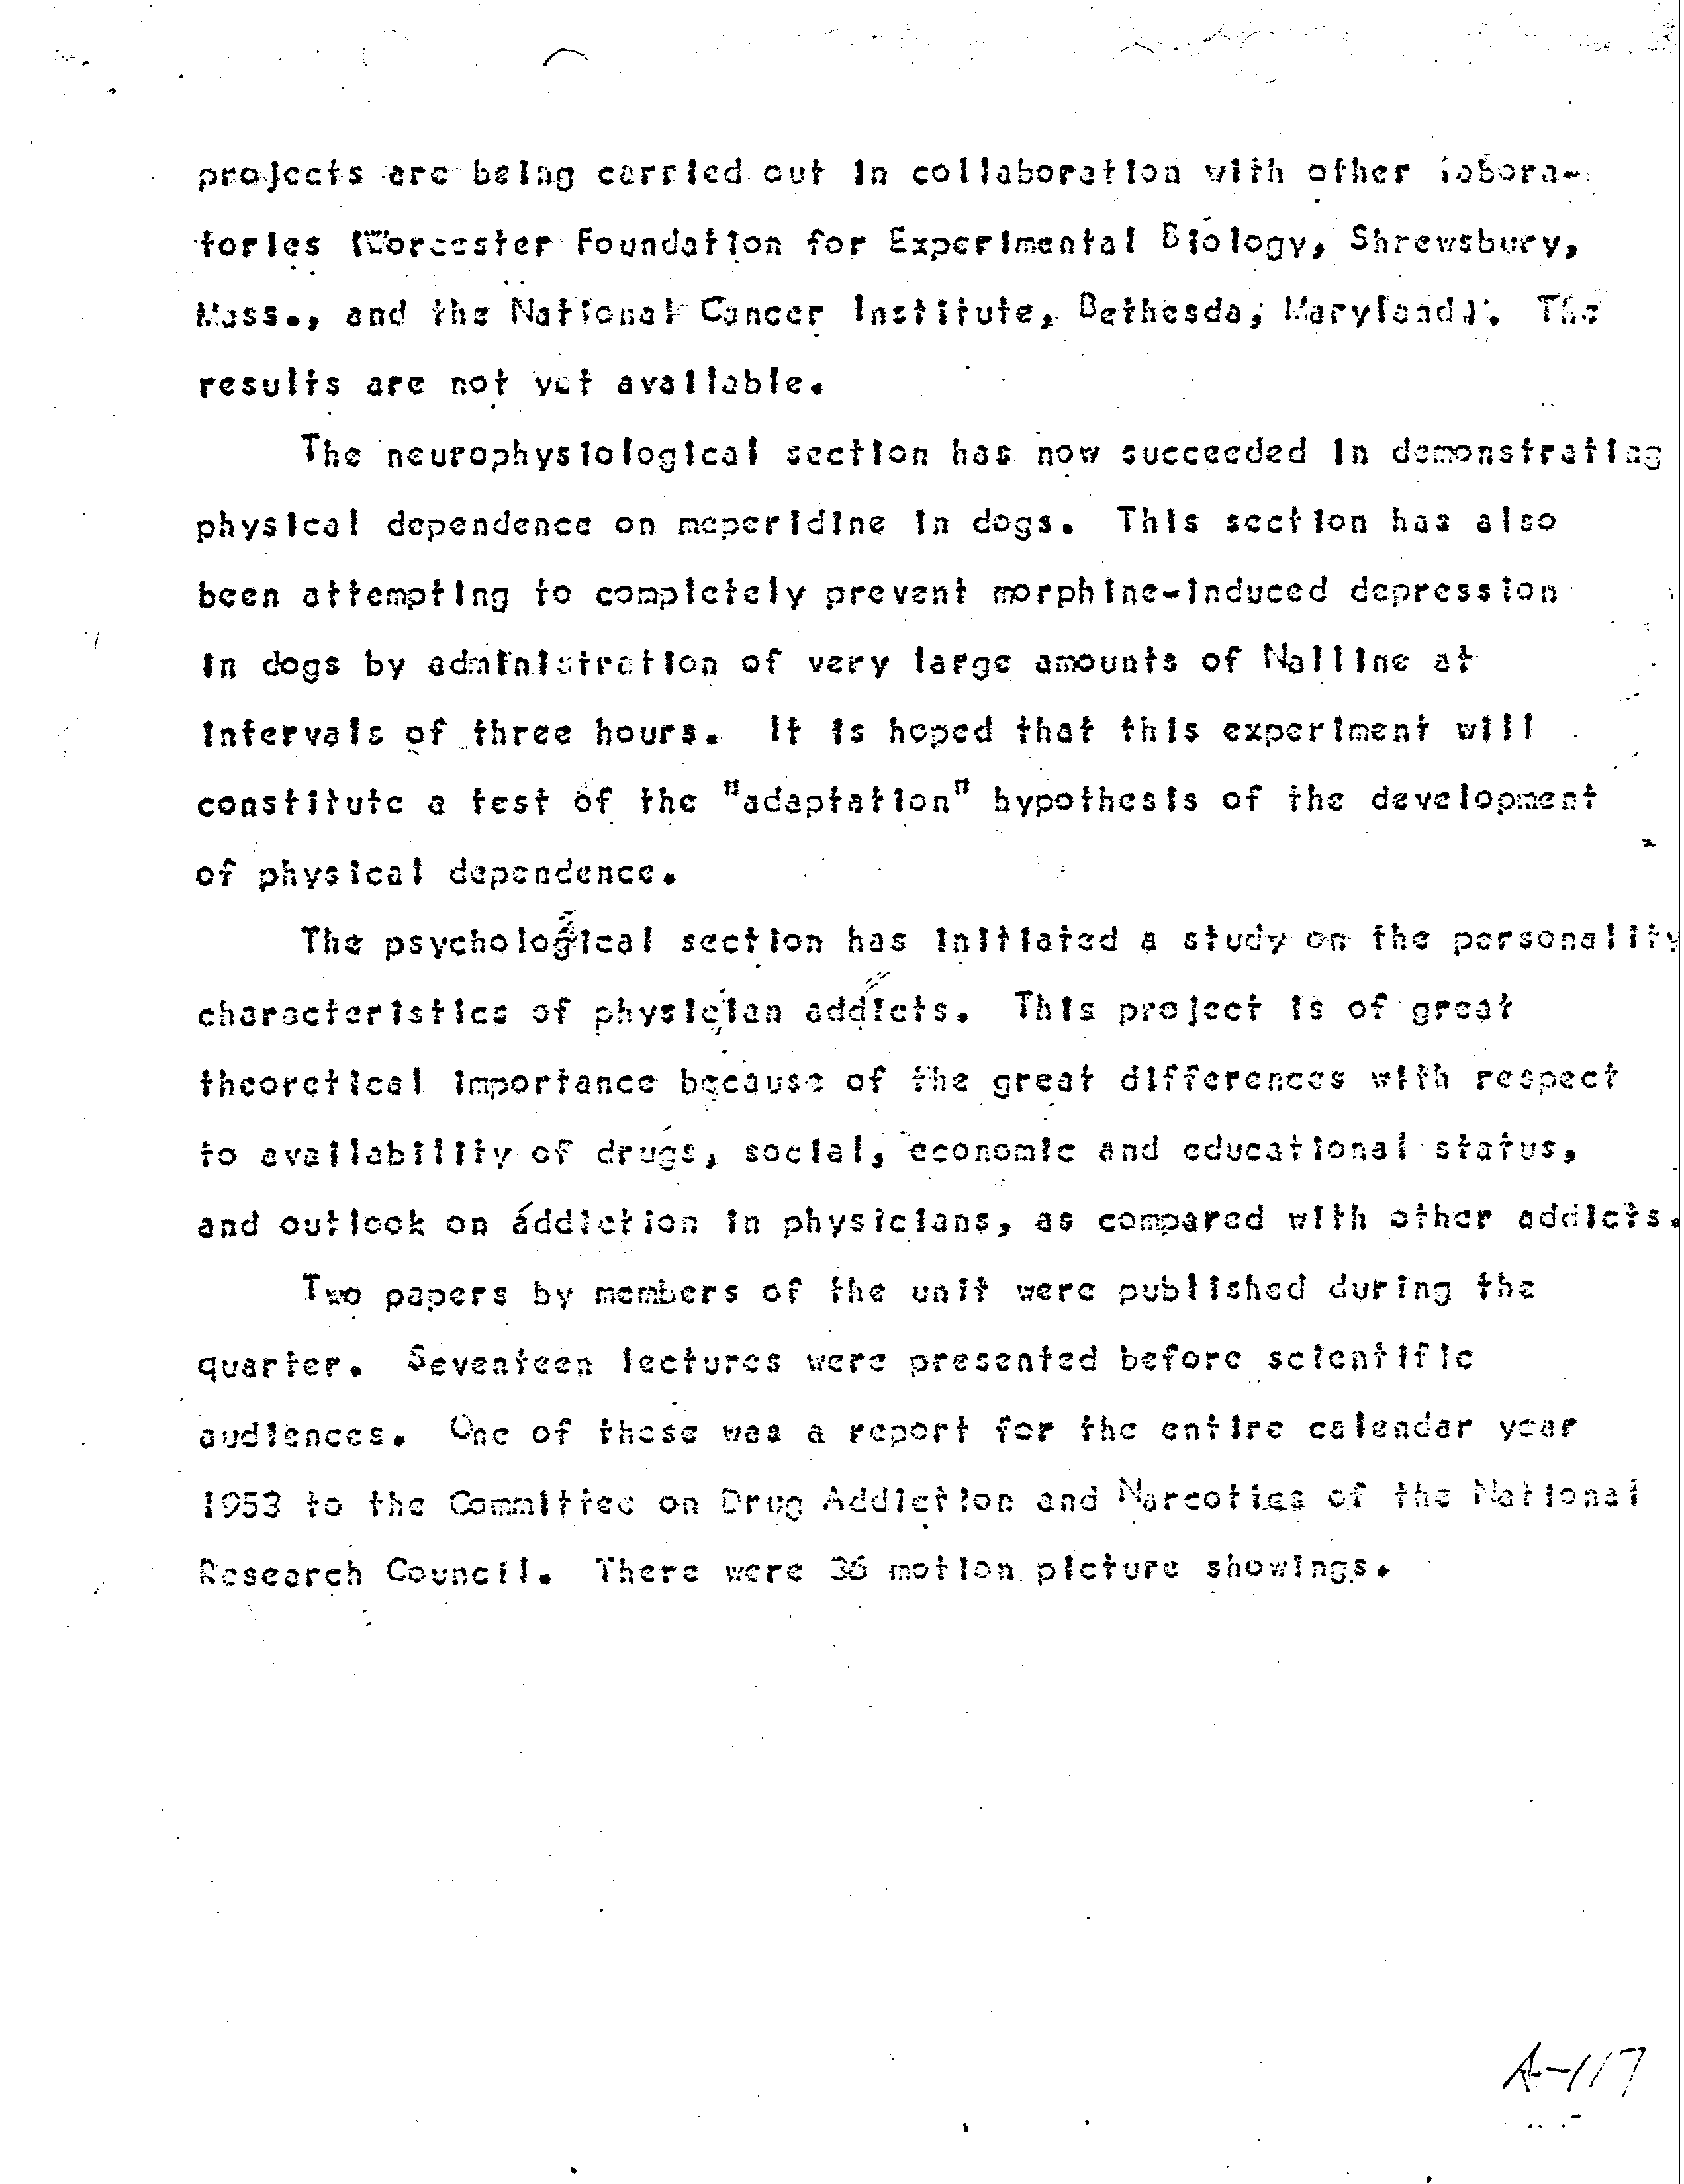 projects are being carried out in collaboration with other labora-
tories (Worcester Foundation for Experimental Biology, Shrewsbury,
Mass., and the National Cancer Institute, Bethesda, Maryland). The
results are not yet available.
The neurophysiological section has now succeeded in demonstrating
physical dependence on meperidine in dogs. This section has also
been attempting to completely prevent morphine-induced depression
in dogs by administration of very large amounts of Nalline at
intervals of three hours. It is hoped that this experiment will
constitute a test of the "adaptation" hypothesis of the development
of physical dependence.
The psychological section has initiated a study on the personality
characteristics of physician addicts. This project is of great
theoretical importance because of the great differences with respect
to availability of drugs, social, economic and educational status,
and outlook on addiction in physicians, as compared with other addicts.
Two papers by members of the unit were published during the
quarter. Seventeen lectures were presented before scientific
audiences. One of these was a report for the entire calendar year
1953 to the Committee on Drug Addiction and Narcotics of the National
Research Council. There were 36 motion picture showings.
A-117